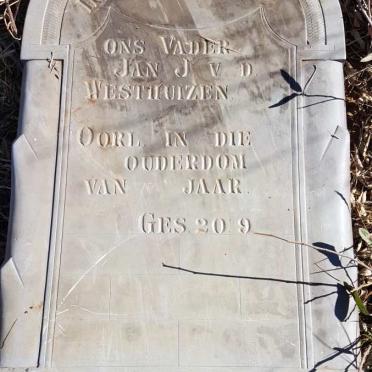 ONS VADER
JAN J V D
WESTHUIZEN
OORL IN DIE
OUDERDOM
VAN JAAR
GES 20 9